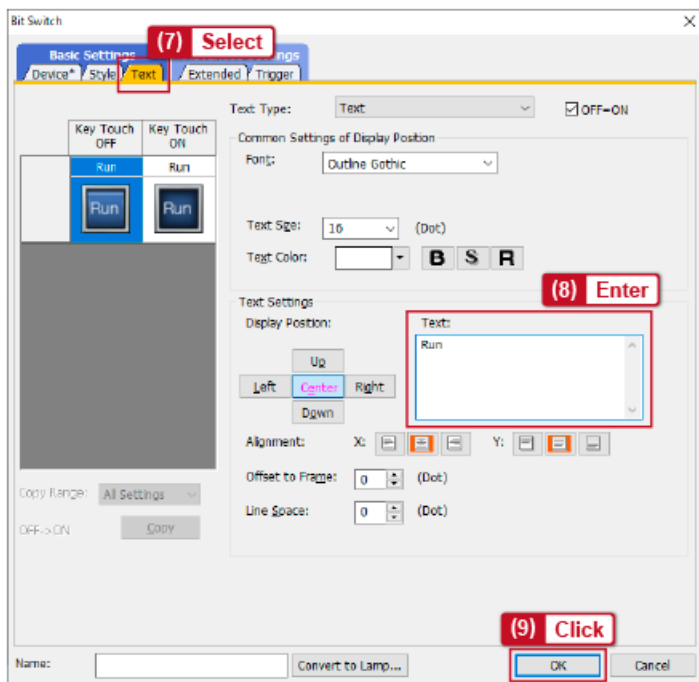 Bit Switch
(7) Select
Basic Settings
Device* Style Text Extended Trigger
Text Type: Text OFF=ON
Key Touch OFF Key Touch ON
Run Run
Run Run
Common Settings of Display Position
Font: Outline Gothic
Text Size: 16 (Dot)
Text Color: B S R
(8) Enter
Text Settings
Display Position: Text:
Run
Up
Left Center Right
Down
Alignment: X: Y:
Offset to Frame: 0 (Dot)
Line Space: 0 (Dot)
Copy Range: All Settings
OFF->ON Copy
(9) Click
Name: Convert to Lamp... OK Cancel